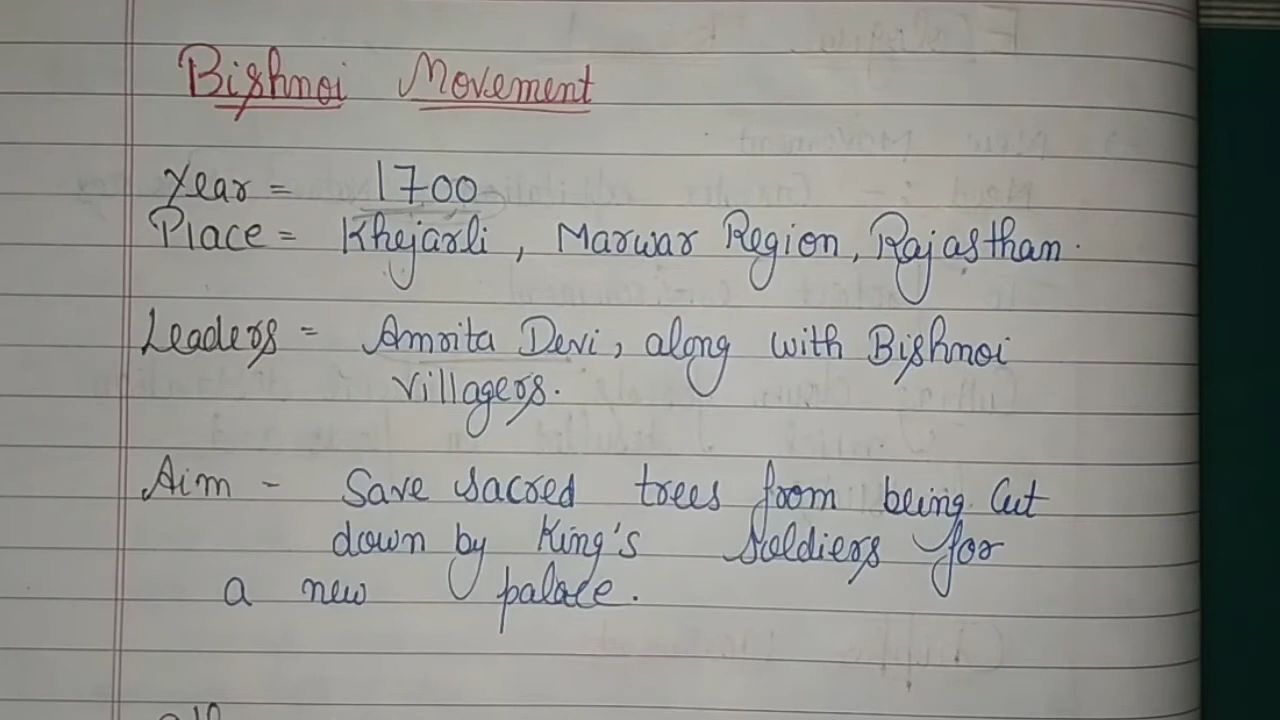 Bishnoi Movement
Year = 1700
Place = Khejarli, Marwar Region, Rajasthan.
Leaders = Amrita Devi, along with Bishnoi
villagers.
Aim - Save sacred trees from being cut
down by King's soldiers for
a new palace.